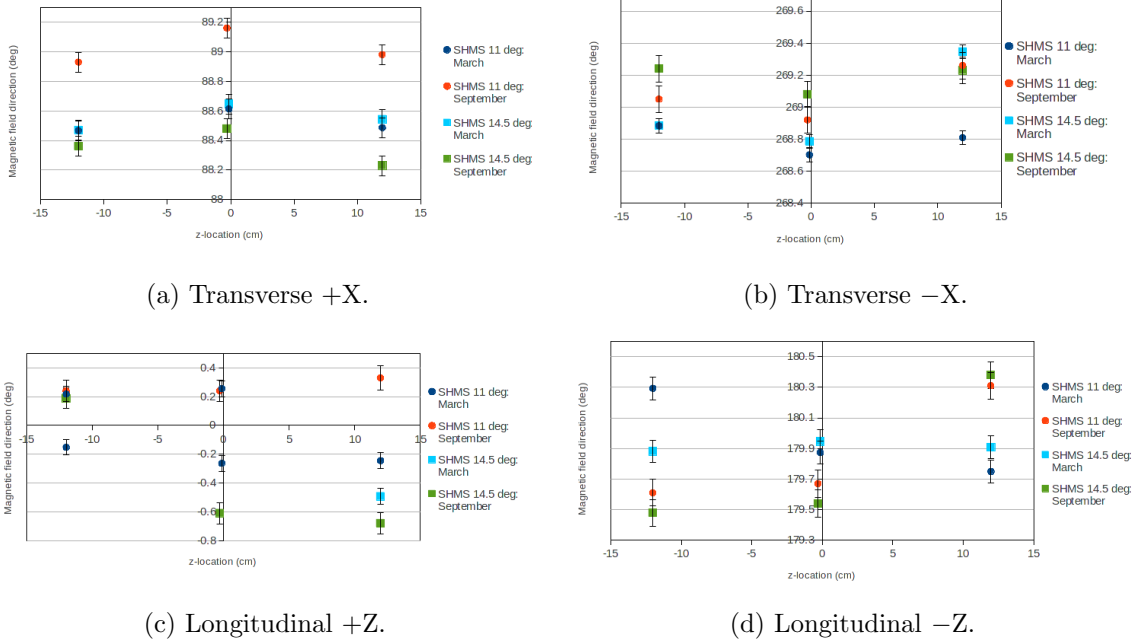 89.2
89
88.8
88.6
88.4
88.2
88
-15
-10
-5
0
5
10
15
z-location (cm)
Magnetic field direction (deg)
SHMS 11 deg:
March
SHMS 11 deg:
September
SHMS 14.5 deg:
March
SHMS 14.5 deg:
September
(a) Transverse +X.
269.6
269.4
269.2
269
268.8
268.6
268.4
-15
-10
-5
0
5
10
15
z-location (cm)
Magnetic field direction (deg)
SHMS 11 deg:
March
SHMS 11 deg:
September
SHMS 14.5 deg:
March
SHMS 14.5 deg:
September
(b) Transverse −X.
0.4
0.2
0
-0.2
-0.4
-0.6
-0.8
-15
-10
-5
0
5
10
15
z-location (cm)
Magnetic field direction (deg)
SHMS 11 deg:
March
SHMS 11 deg:
September
SHMS 14.5 deg:
March
SHMS 14.5 deg:
September
(c) Longitudinal +Z.
180.5
180.3
180.1
179.9
179.7
179.5
179.3
-15
-10
-5
0
5
10
15
z-location (cm)
Magnetic field direction (deg)
SHMS 11 deg:
March
SHMS 11 deg:
September
SHMS 14.5 deg:
March
SHMS 14.5 deg:
September
(d) Longitudinal −Z.